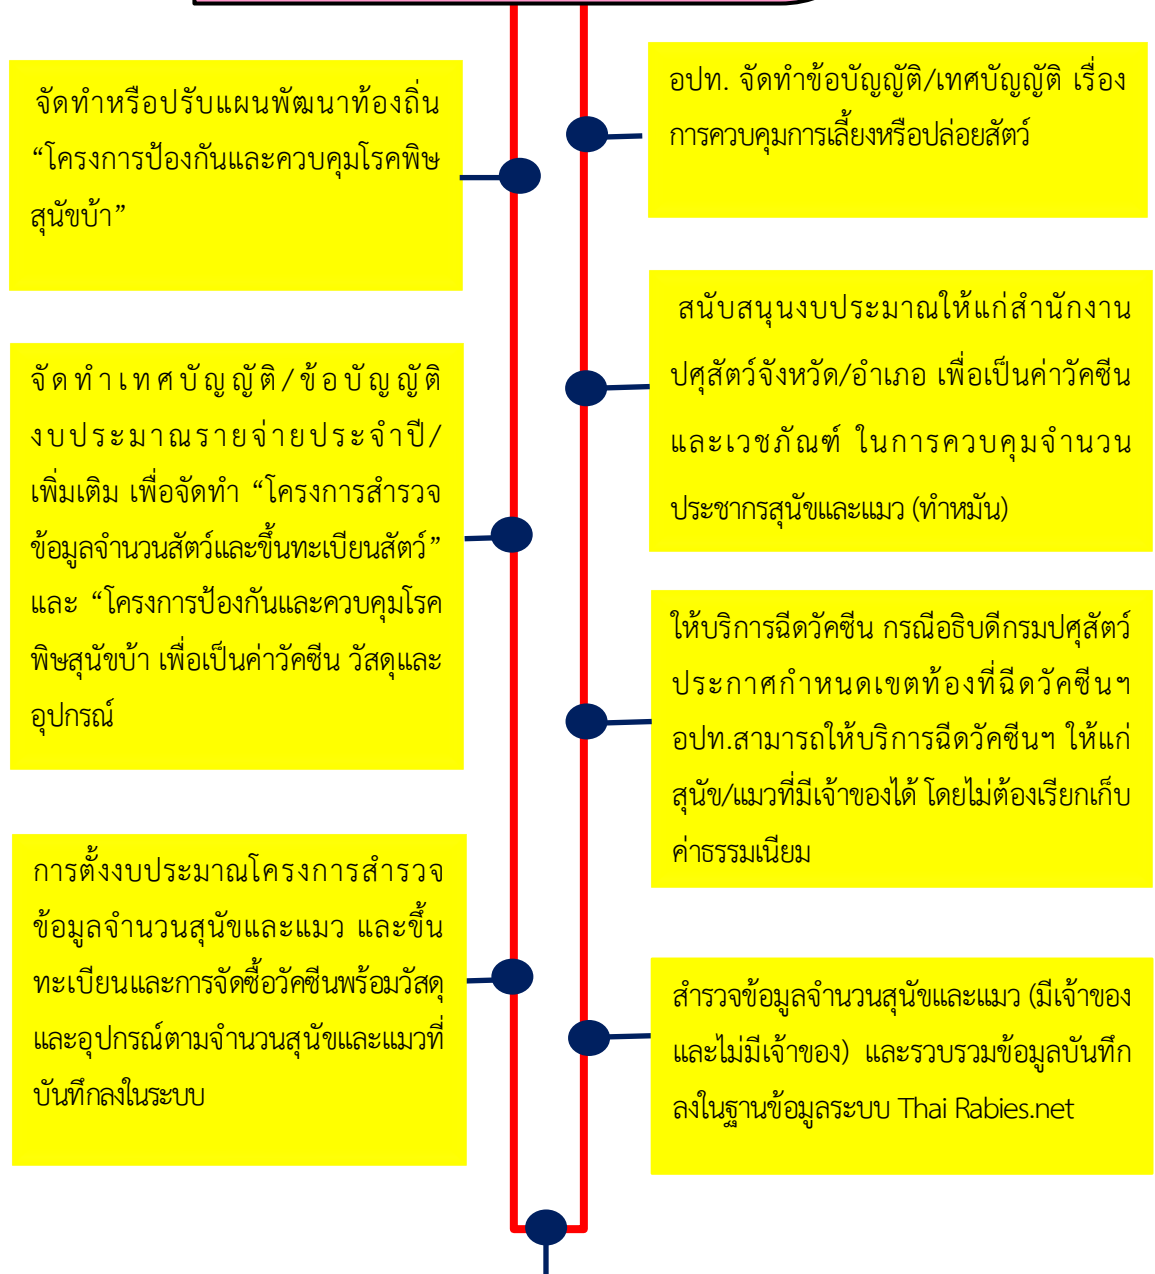 จัดทำหรือปรับแผนพัฒนาท้องถิ่น
“โครงการป้องกันและควบคุมโรคพิษ
สุนัขบ้า”
จัดทำเทศบัญญัติ/ข้อบัญญัติ
งบประมาณรายจ่ายประจำปี/
เพิ่มเติม เพื่อจัดทำ “โครงการสำรวจ
ข้อมูลจำนวนสัตว์และขึ้นทะเบียนสัตว์”
และ “โครงการป้องกันและควบคุมโรค
พิษสุนัขบ้า เพื่อเป็นค่าวัคซีน วัสดุและ
อุปกรณ์
การตั้งงบประมาณโครงการสำรวจ
ข้อมูลจำนวนสุนัขและแมว และขึ้น
ทะเบียนและการจัดซื้อวัคซีนพร้อมวัสดุ
และอุปกรณ์ตามจำนวนสุนัขและแมวที่
บันทึกลงในระบบ
อปท. จัดทำข้อบัญญัติ/เทศบัญญัติ เรื่อง
การควบคุมการเลี้ยงหรือปล่อยสัตว์
สนับสนุนงบประมาณให้แก่สำนักงาน
ปศุสัตว์จังหวัด/อำเภอ เพื่อเป็นค่าวัคซีน
และเวชภัณฑ์ ในการควบคุมจำนวน
ประชากรสุนัขและแมว (ทำหมัน)
ให้บริการฉีดวัคซีน กรณีอธิบดีกรมปศุสัตว์
ประกาศกำหนดเขตท้องที่ฉีดวัคซีนฯ
อปท.สามารถให้บริการฉีดวัคซีนฯ ให้แก่
สุนัข/แมวที่มีเจ้าของได้ โดยไม่ต้องเรียกเก็บ
ค่าธรรมเนียม
สำรวจข้อมูลจำนวนสุนัขและแมว (มีเจ้าของ
และไม่มีเจ้าของ) และรวบรวมข้อมูลบันทึก
ลงในฐานข้อมูลระบบ Thai Rabies.net